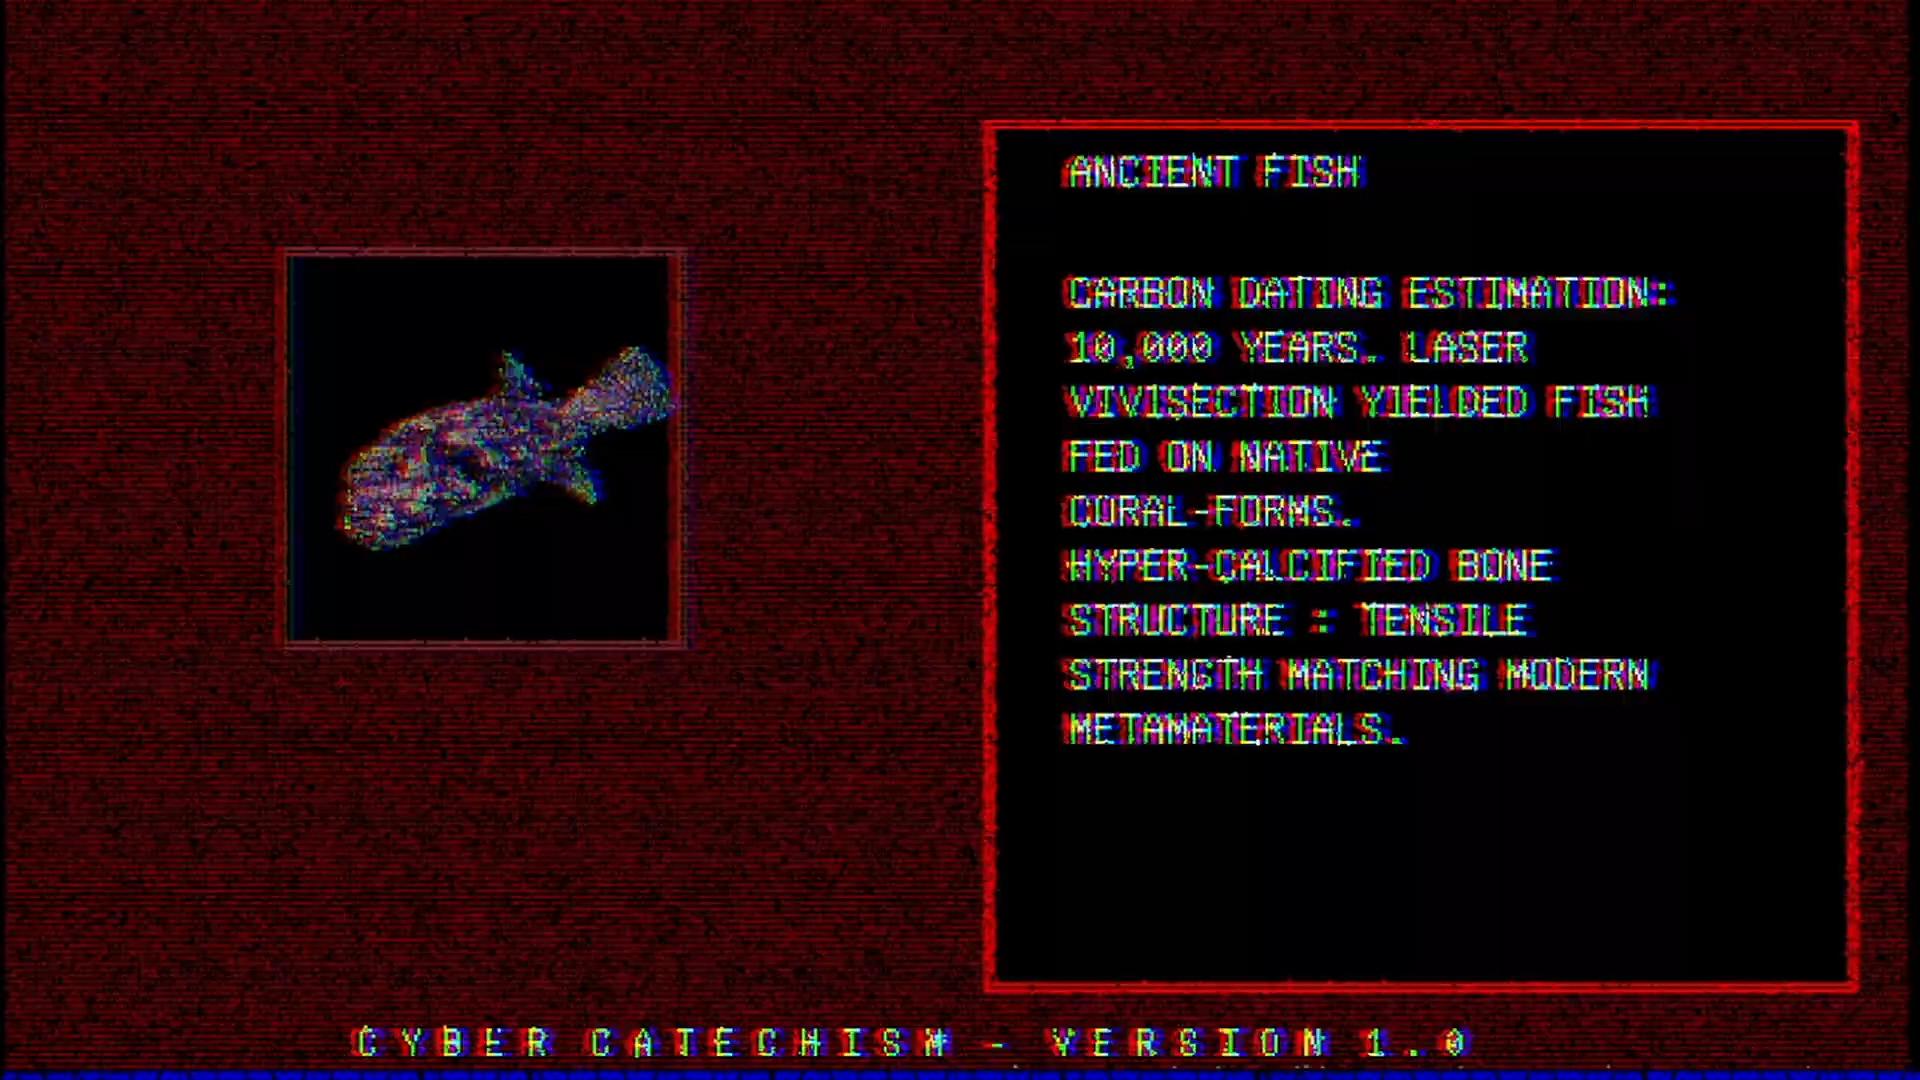 ANCIENT FISH
CARBON DATING ESTIMATION:
10,000 YEARS. LASER
VIVISECTION YIELDED FISH
FED ON NATIVE
CORAL-FORMS.
HYPER-CALCIFIED BONE
STRUCTURE : TENSILE
STRENGTH MATCHING MODERN
METAMATERIALS.
CYBER CATECHISM - VERSION 1.0